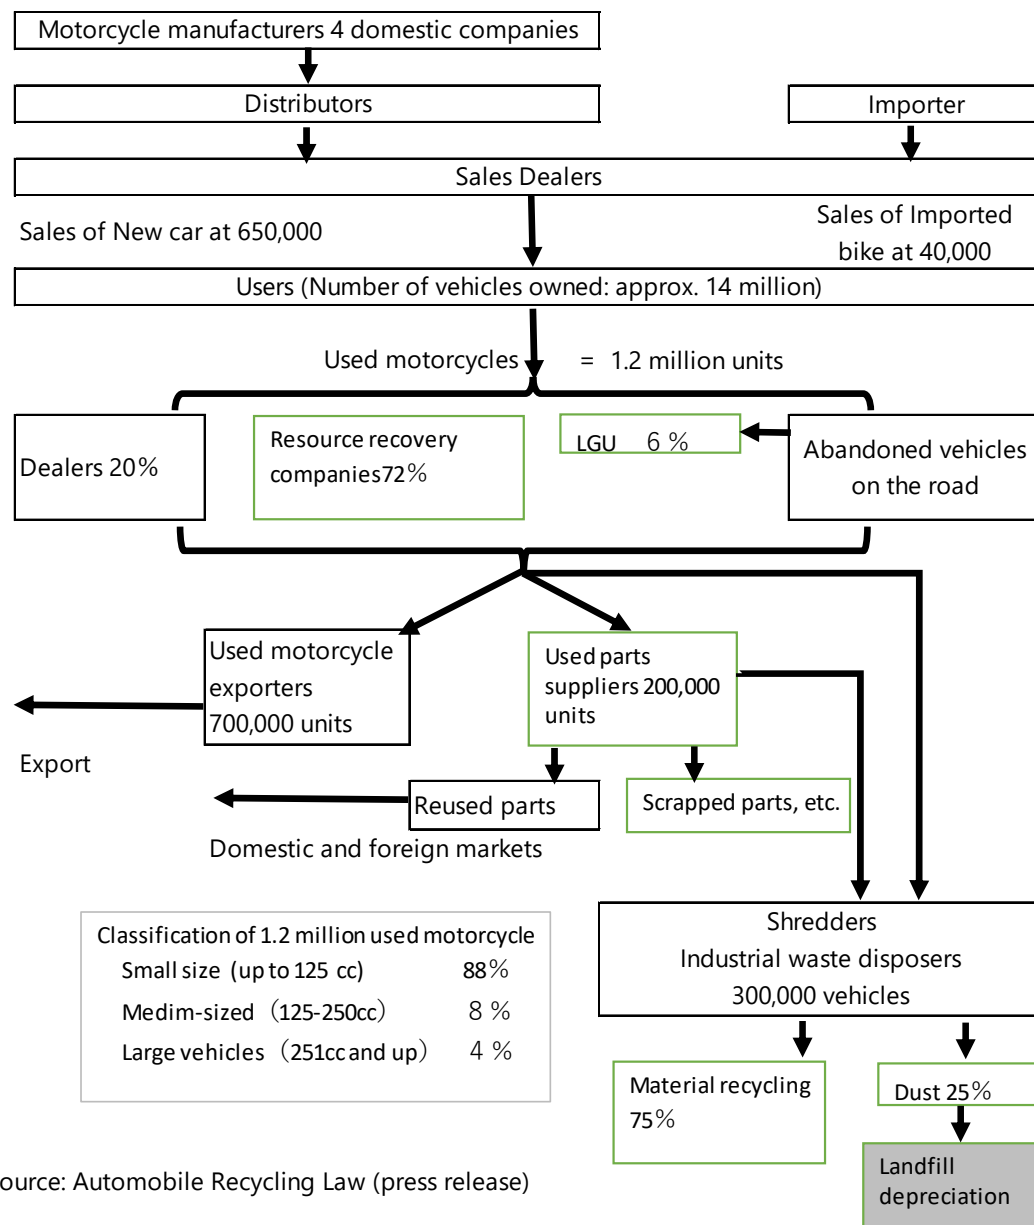 Motorcycle manufacturers 4 domestic companies
Distributors
Importer
Sales Dealers
Sales of New car at 650,000
Sales of Imported
bike at 40,000
Users (Number of vehicles owned: approx. 14 million)
Used motorcycles = 1.2 million units
Dealers 20%
Resource recovery
companies72%
LGU 6 %
Abandoned vehicles
on the road
Used motorcycle
exporters
700,000 units
Used parts
suppliers 200,000
units
Export
Reused parts
Scrapped parts, etc.
Domestic and foreign markets
Classification of 1.2 million used motorcycle
Small size (up to 125 cc) 88%
Medim-sized (125-250cc) 8 %
Large vehicles (251cc and up) 4 %
Shredders
Industrial waste disposers
300,000 vehicles
Material recycling
75%
Dust 25%
Landfill
depreciation
ource: Automobile Recycling Law (press release)